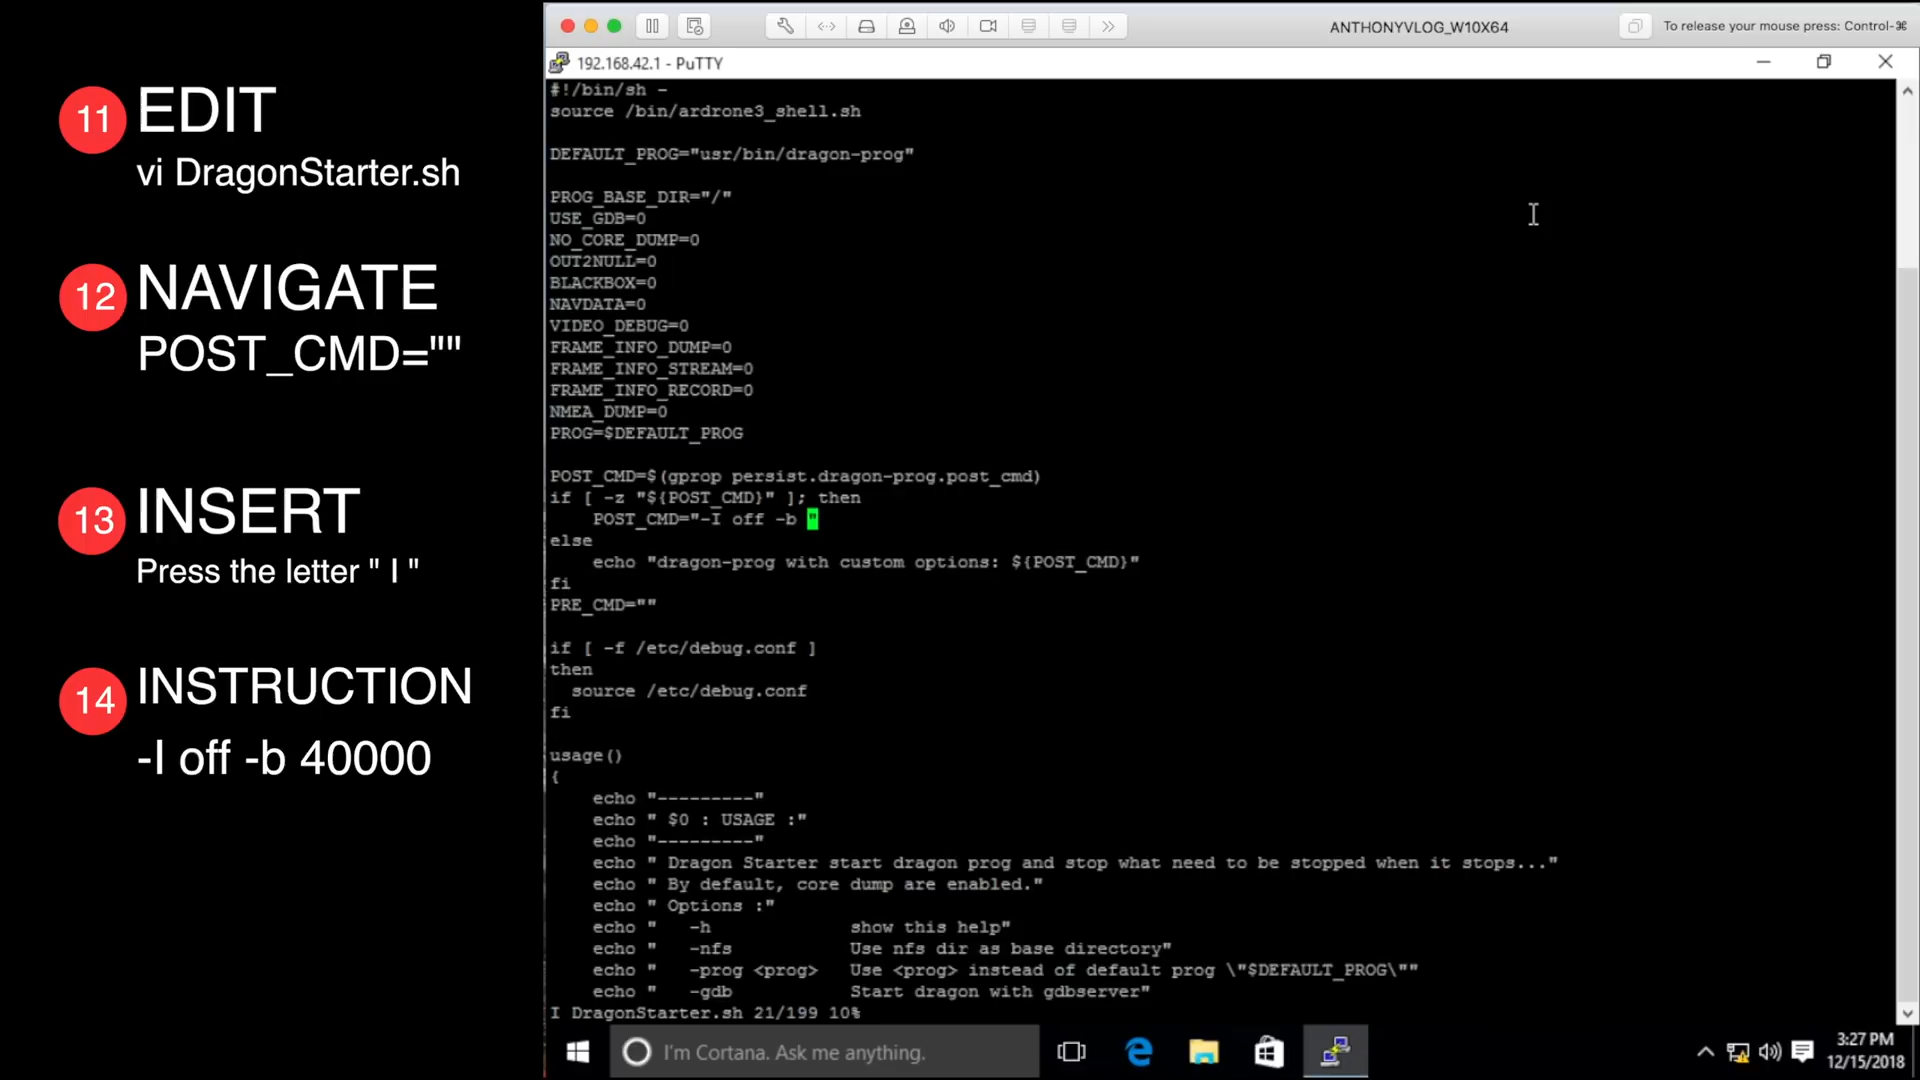 11 EDIT
vi DragonStarter.sh
12 NAVIGATE
POST_CMD=""
13 INSERT
Press the letter " I "
14 INSTRUCTION
-I off -b 40000
ANTHONYVLOG_W10X64
To release your mouse press: Control-⌘
192.168.42.1 - PuTTY
#!/bin/sh -
source /bin/ardrone3_shell.sh
DEFAULT_PROG="usr/bin/dragon-prog"
PROG_BASE_DIR="/"
USE_GDB=0
NO_CORE_DUMP=0
OUT2NULL=0
BLACKBOX=0
NAVDATA=0
VIDEO_DEBUG=0
FRAME_INFO_DUMP=0
FRAME_INFO_STREAM=0
FRAME_INFO_RECORD=0
NMEA_DUMP=0
PROG=$DEFAULT_PROG
POST_CMD=$(gprop persist.dragon-prog.post_cmd)
if [ -z "${POST_CMD}" ]; then
    POST_CMD="-I off -b "
else
    echo "dragon-prog with custom options: ${POST_CMD}"
fi
PRE_CMD=""
if [ -f /etc/debug.conf ]
then
  source /etc/debug.conf
fi
usage()
{
    echo "---------"
    echo " $0 : USAGE :"
    echo "---------"
    echo " Dragon Starter start dragon prog and stop what need to be stopped when it stops..."
    echo " By default, core dump are enabled."
    echo " Options :"
    echo "   -h             show this help"
    echo "   -nfs           Use nfs dir as base directory"
    echo "   -prog <prog>   Use <prog> instead of default prog \"$DEFAULT_PROG\""
    echo "   -gdb           Start dragon with gdbserver"
I DragonStarter.sh 21/199 10%
I'm Cortana. Ask me anything.
3:27 PM
12/15/2018